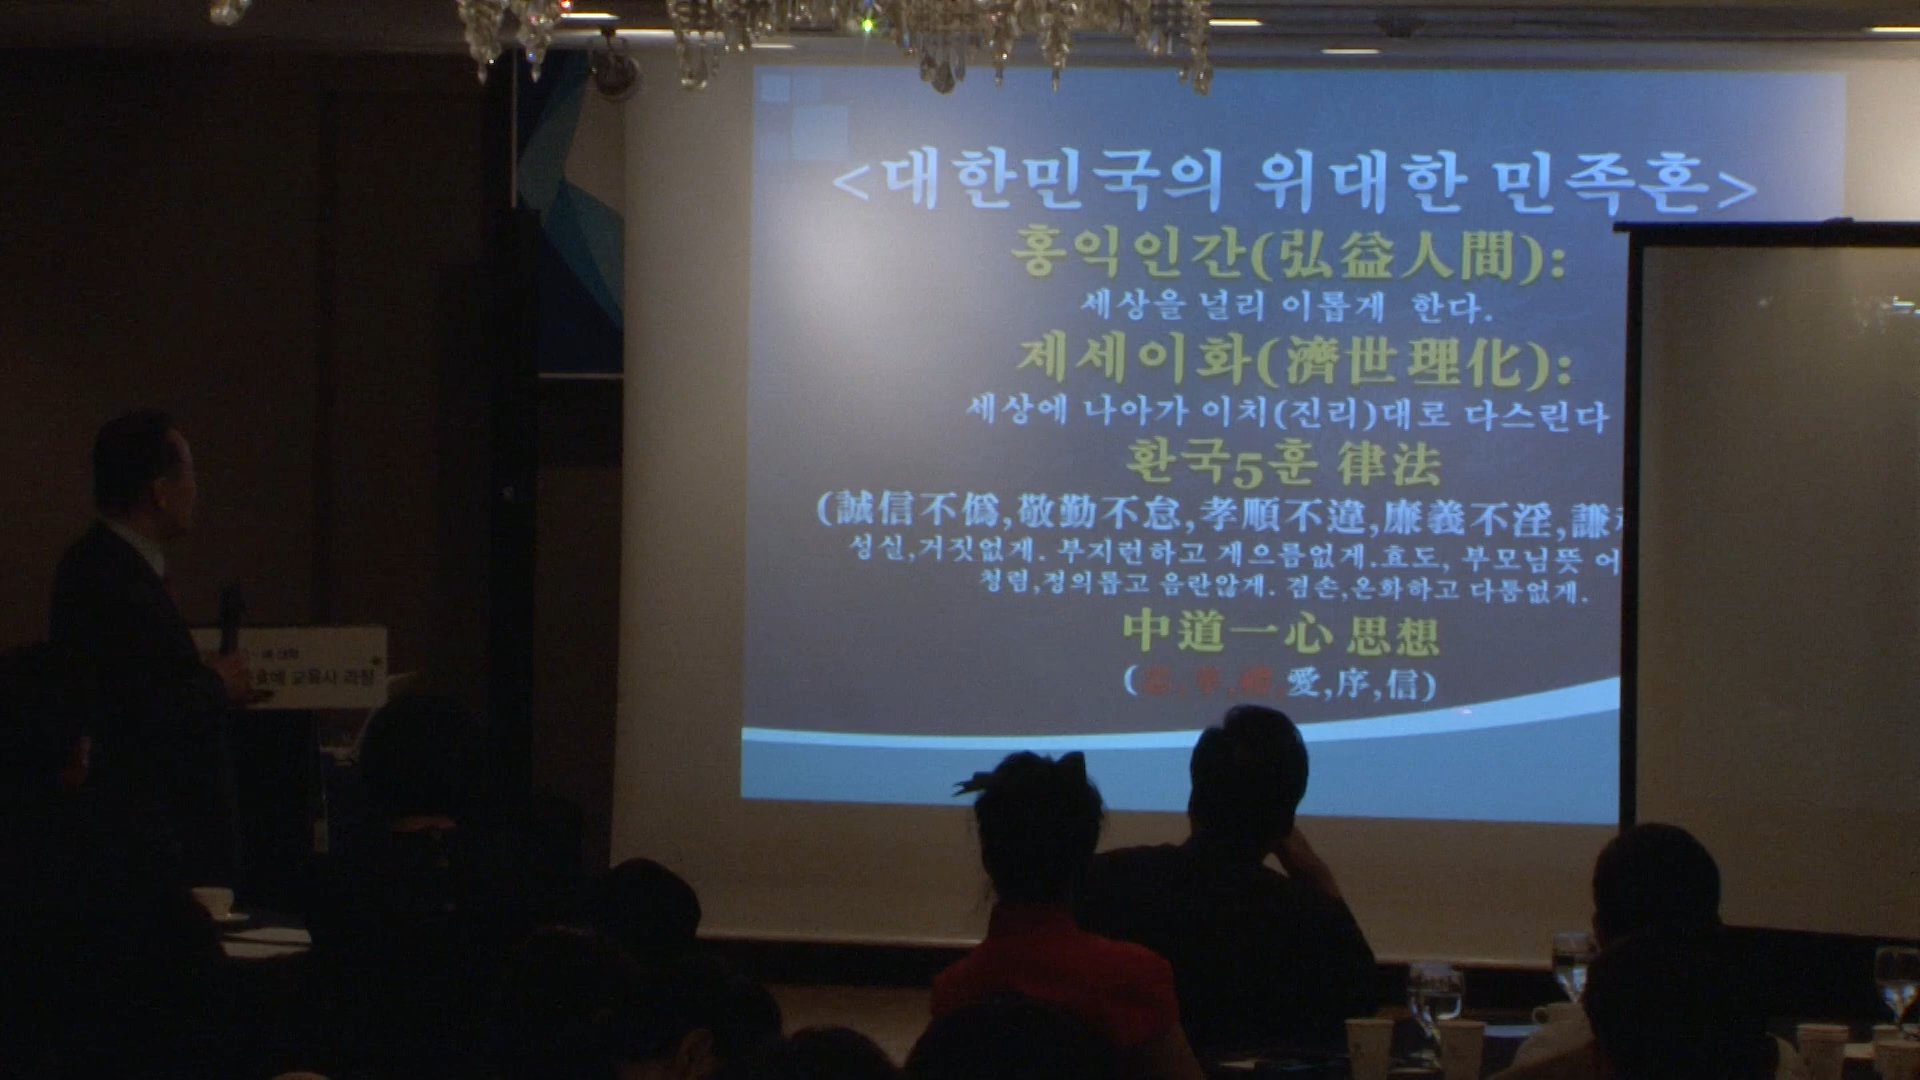 <대한민국의 위대한 민족혼>
홍익인간(弘益人間):
세상을 널리 이롭게 한다.
제세이화(濟世理化):
세상에 나아가 이치(진리)대로 다스린다
환국5훈 律法
(誠信不僞,敬勤不怠,孝順不違,廉義不淫,謙
성실,거짓없게. 부지런하고 게으름없게.효도, 부모님뜻 어
청렴,정의롭고 음란않게. 겸손,온화하고 다툼없게.
中道一心 思想
愛,序,信)
교육사 과정